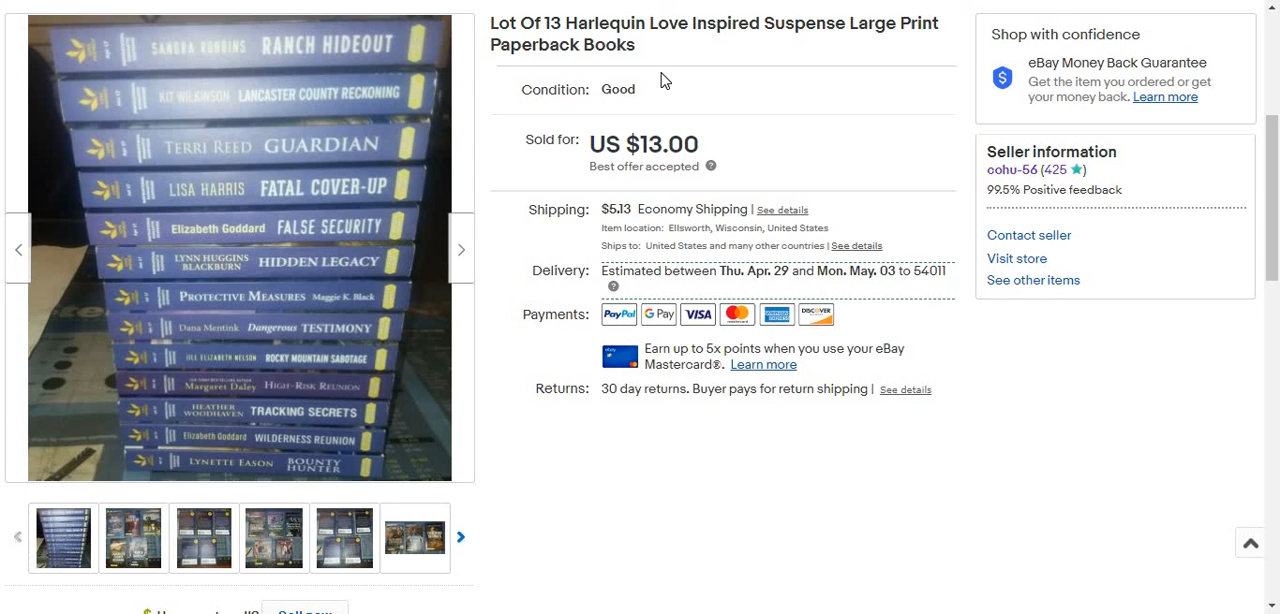 SANDRA ROBBINS RANCH HIDEOUT
KIT WILKINSON LANCASTER COUNTY RECKONING
TERRI REED GUARDIAN
LISA HARRIS FATAL COVER-UP
Elizabeth Goddard FALSE SECURITY
LYNN HUGGINS
BLACKBURN HIDDEN LEGACY
PROTECTIVE MEASURES Maggie K. Black
Dana Mentink Dangerous TESTIMONY
JILL ELIZABETH NELSON ROCKY MOUNTAIN SABOTAGE
Margaret Daley HIGH-RISK REUNION
HEATHER
WOODHAVEN TRACKING SECRETS
Elizabeth Goddard WILDERNESS REUNION
LYNETTE EASON BOUNTY
HUNTER
Lot Of 13 Harlequin Love Inspired Suspense Large Print
Paperback Books
Condition: Good
Sold for: US $13.00
Best offer accepted
Shipping: $5.13 Economy Shipping | See details
Item location: Ellsworth, Wisconsin, United States
Ships to: United States and many other countries | See details
Delivery: Estimated between Thu. Apr. 29 and Mon. May. 03 to 54011
Payments: PayPal G Pay VISA DISCOVER
Earn up to 5x points when you use your eBay
Mastercard®. Learn more
Returns: 30 day returns. Buyer pays for return shipping | See details
Shop with confidence
eBay Money Back Guarantee
Get the item you ordered or get
your money back. Learn more
Seller information
cohu-56 (425 ★)
99.5% Positive feedback
Contact seller
Visit store
See other items